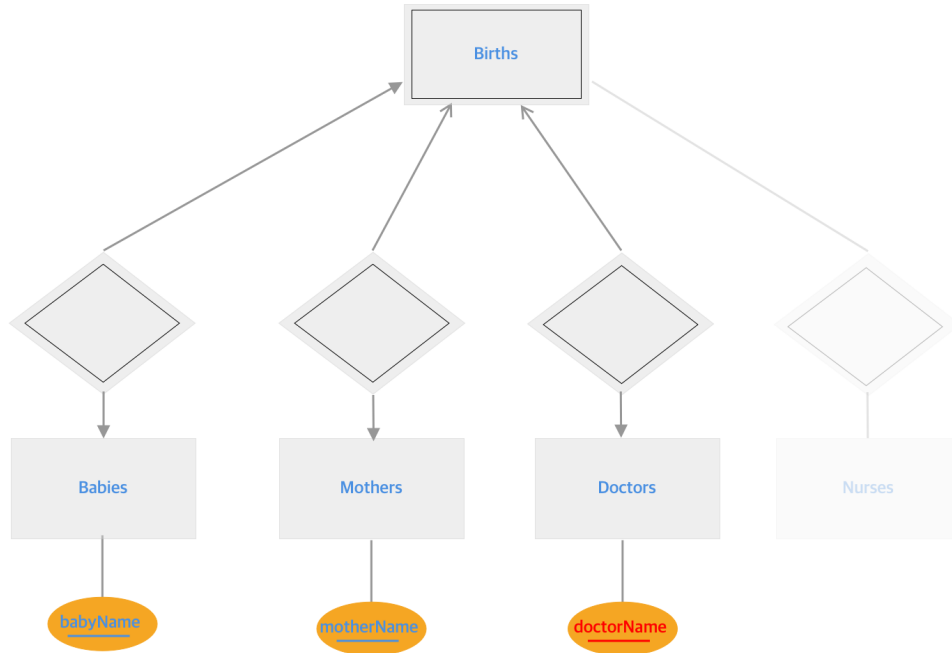 Births
Babies
Mothers
Doctors
Nurses
babyName
motherName
doctorName